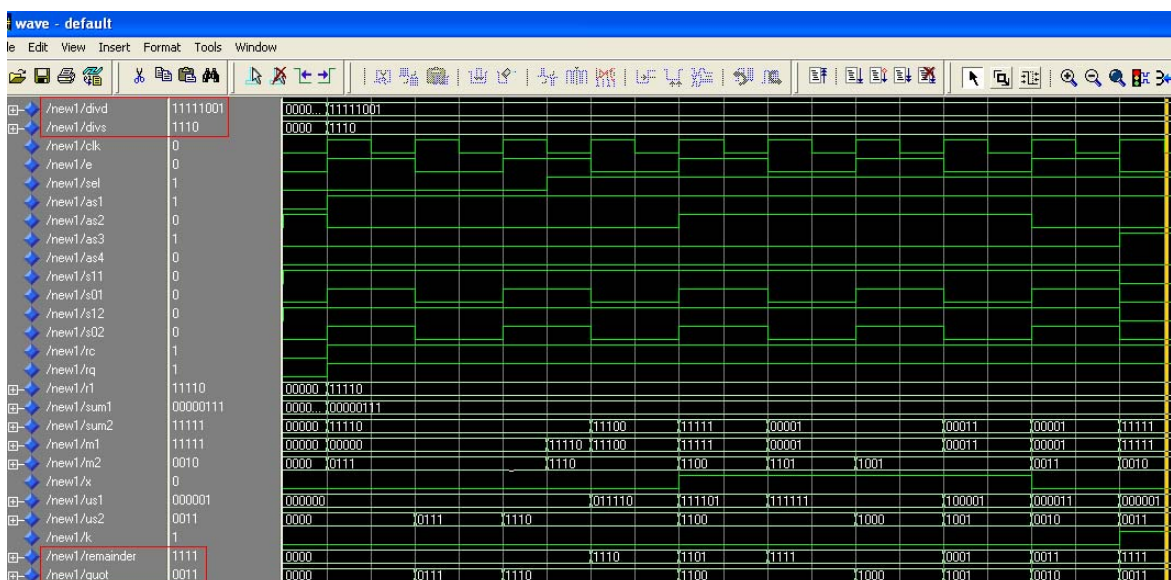 wave - default
le Edit View Insert Format Tools Window
/new1/divd 11111001 0000... 11111001
/new1/divs 1110 0000 1110
/new1/clk 0
/new1/e 0
/new1/sel 1
/new1/as1 1
/new1/as2 0
/new1/as3 1
/new1/as4 0
/new1/s11 0
/new1/s01 0
/new1/s12 0
/new1/s02 0
/new1/rc 1
/new1/rq 1
/new1/r1 11110 00000 11110
/new1/sum1 00000111 0000... 00000111
/new1/sum2 11111 00000 11110 11100 11111 00001 00011 00001 11111
/new1/m1 11111 00000 00000 11110 11100 11111 00001 00011 00001 11111
/new1/m2 0010 0000 0111 1110 1100 1101 1001 0011 0010
/new1/x 0
/new1/us1 000001 000000 011110 111101 111111 100001 000011 000001
/new1/us2 0011 0000 0111 1110 1100 1000 1001 0010 0011
/new1/k 1
/new1/remainder 1111 0000 1110 1101 1111 0001 0011 1111
/new1/quot 0011 0000 0111 1110 1100 1000 1001 0010 0011